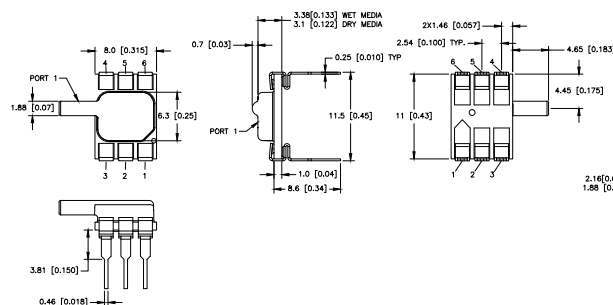 3.38[0.133] WET MEDIA
3.1 [0.122] DRY MEDIA
2X1.46 [0.057]
8.0 [0.315]
0.7 [0.03]
2.54 [0.100] TYP.
4.65 [0.183]
4 5 6
0.25 [0.010] TYP
6 5 4
PORT 1
1.88 [0.07]
6.3 [0.25]
PORT 1
11.5 [0.45]
11 [0.43]
4.45 [0.175]
3 2 1
1.0 [0.04]
8.6 [0.34]
1 2 3
2.16[0.0
1.88 [0.
3.81 [0.150]
0.46 [0.018]